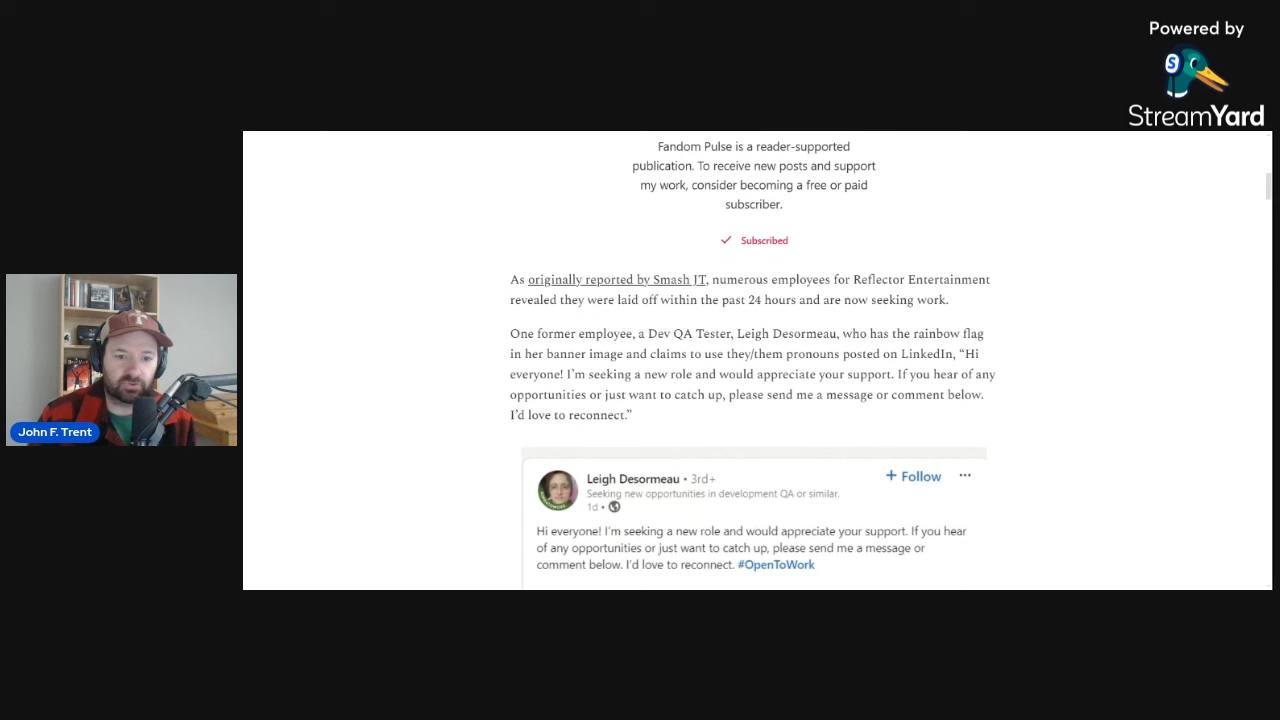 Powered by
StreamYard
Fandom Pulse is a reader-supported
publication. To receive new posts and support
my work, consider becoming a free or paid
subscriber.
Subscribed
As originally reported by Smash JT, numerous employees for Reflector Entertainment
revealed they were laid off within the past 24 hours and are now seeking work.
One former employee, a Dev QA Tester, Leigh Desormeau, who has the rainbow flag
in her banner image and claims to use they/them pronouns posted on LinkedIn, “Hi
everyone! I’m seeking a new role and would appreciate your support. If you hear of any
opportunities or just want to catch up, please send me a message or comment below.
I’d love to reconnect.”
Leigh Desormeau • 3rd+
+ Follow
Seeking new opportunities in development QA or similar.
1d •
Hi everyone! I'm seeking a new role and would appreciate your support. If you hear
of any opportunities or just want to catch up, please send me a message or
comment below. I'd love to reconnect. #OpenToWork
John F. Trent